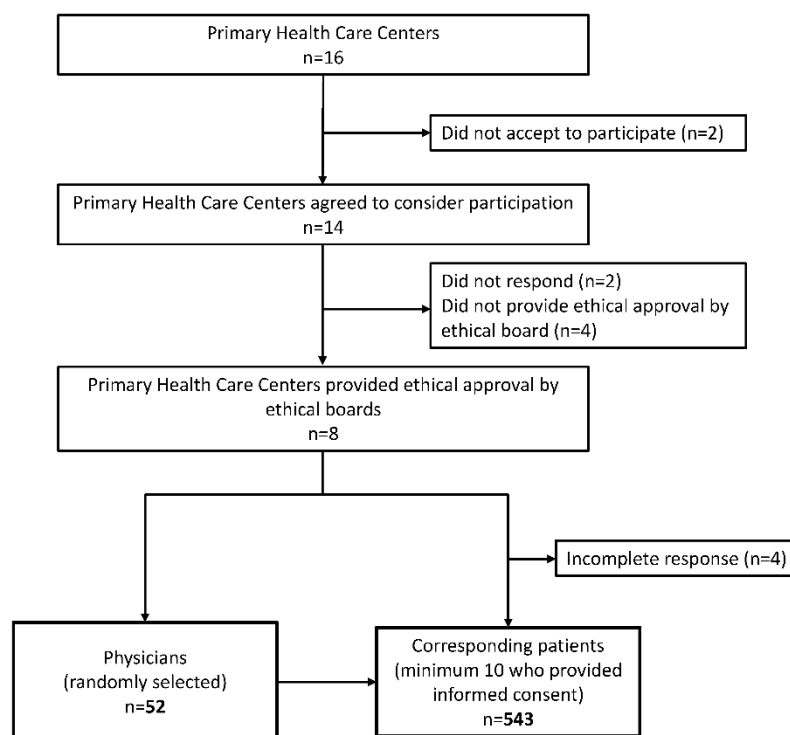 Primary Health Care Centers
n=16
Did not accept to participate (n=2)
Primary Health Care Centers agreed to consider participation
n=14
Did not respond (n=2)
Did not provide ethical approval by
ethical board (n=4)
Primary Health Care Centers provided ethical approval by
ethical boards
n=8
Incomplete response (n=4)
Physicians
(randomly selected)
n=52
Corresponding patients
(minimum 10 who provided
informed consent)
n=543